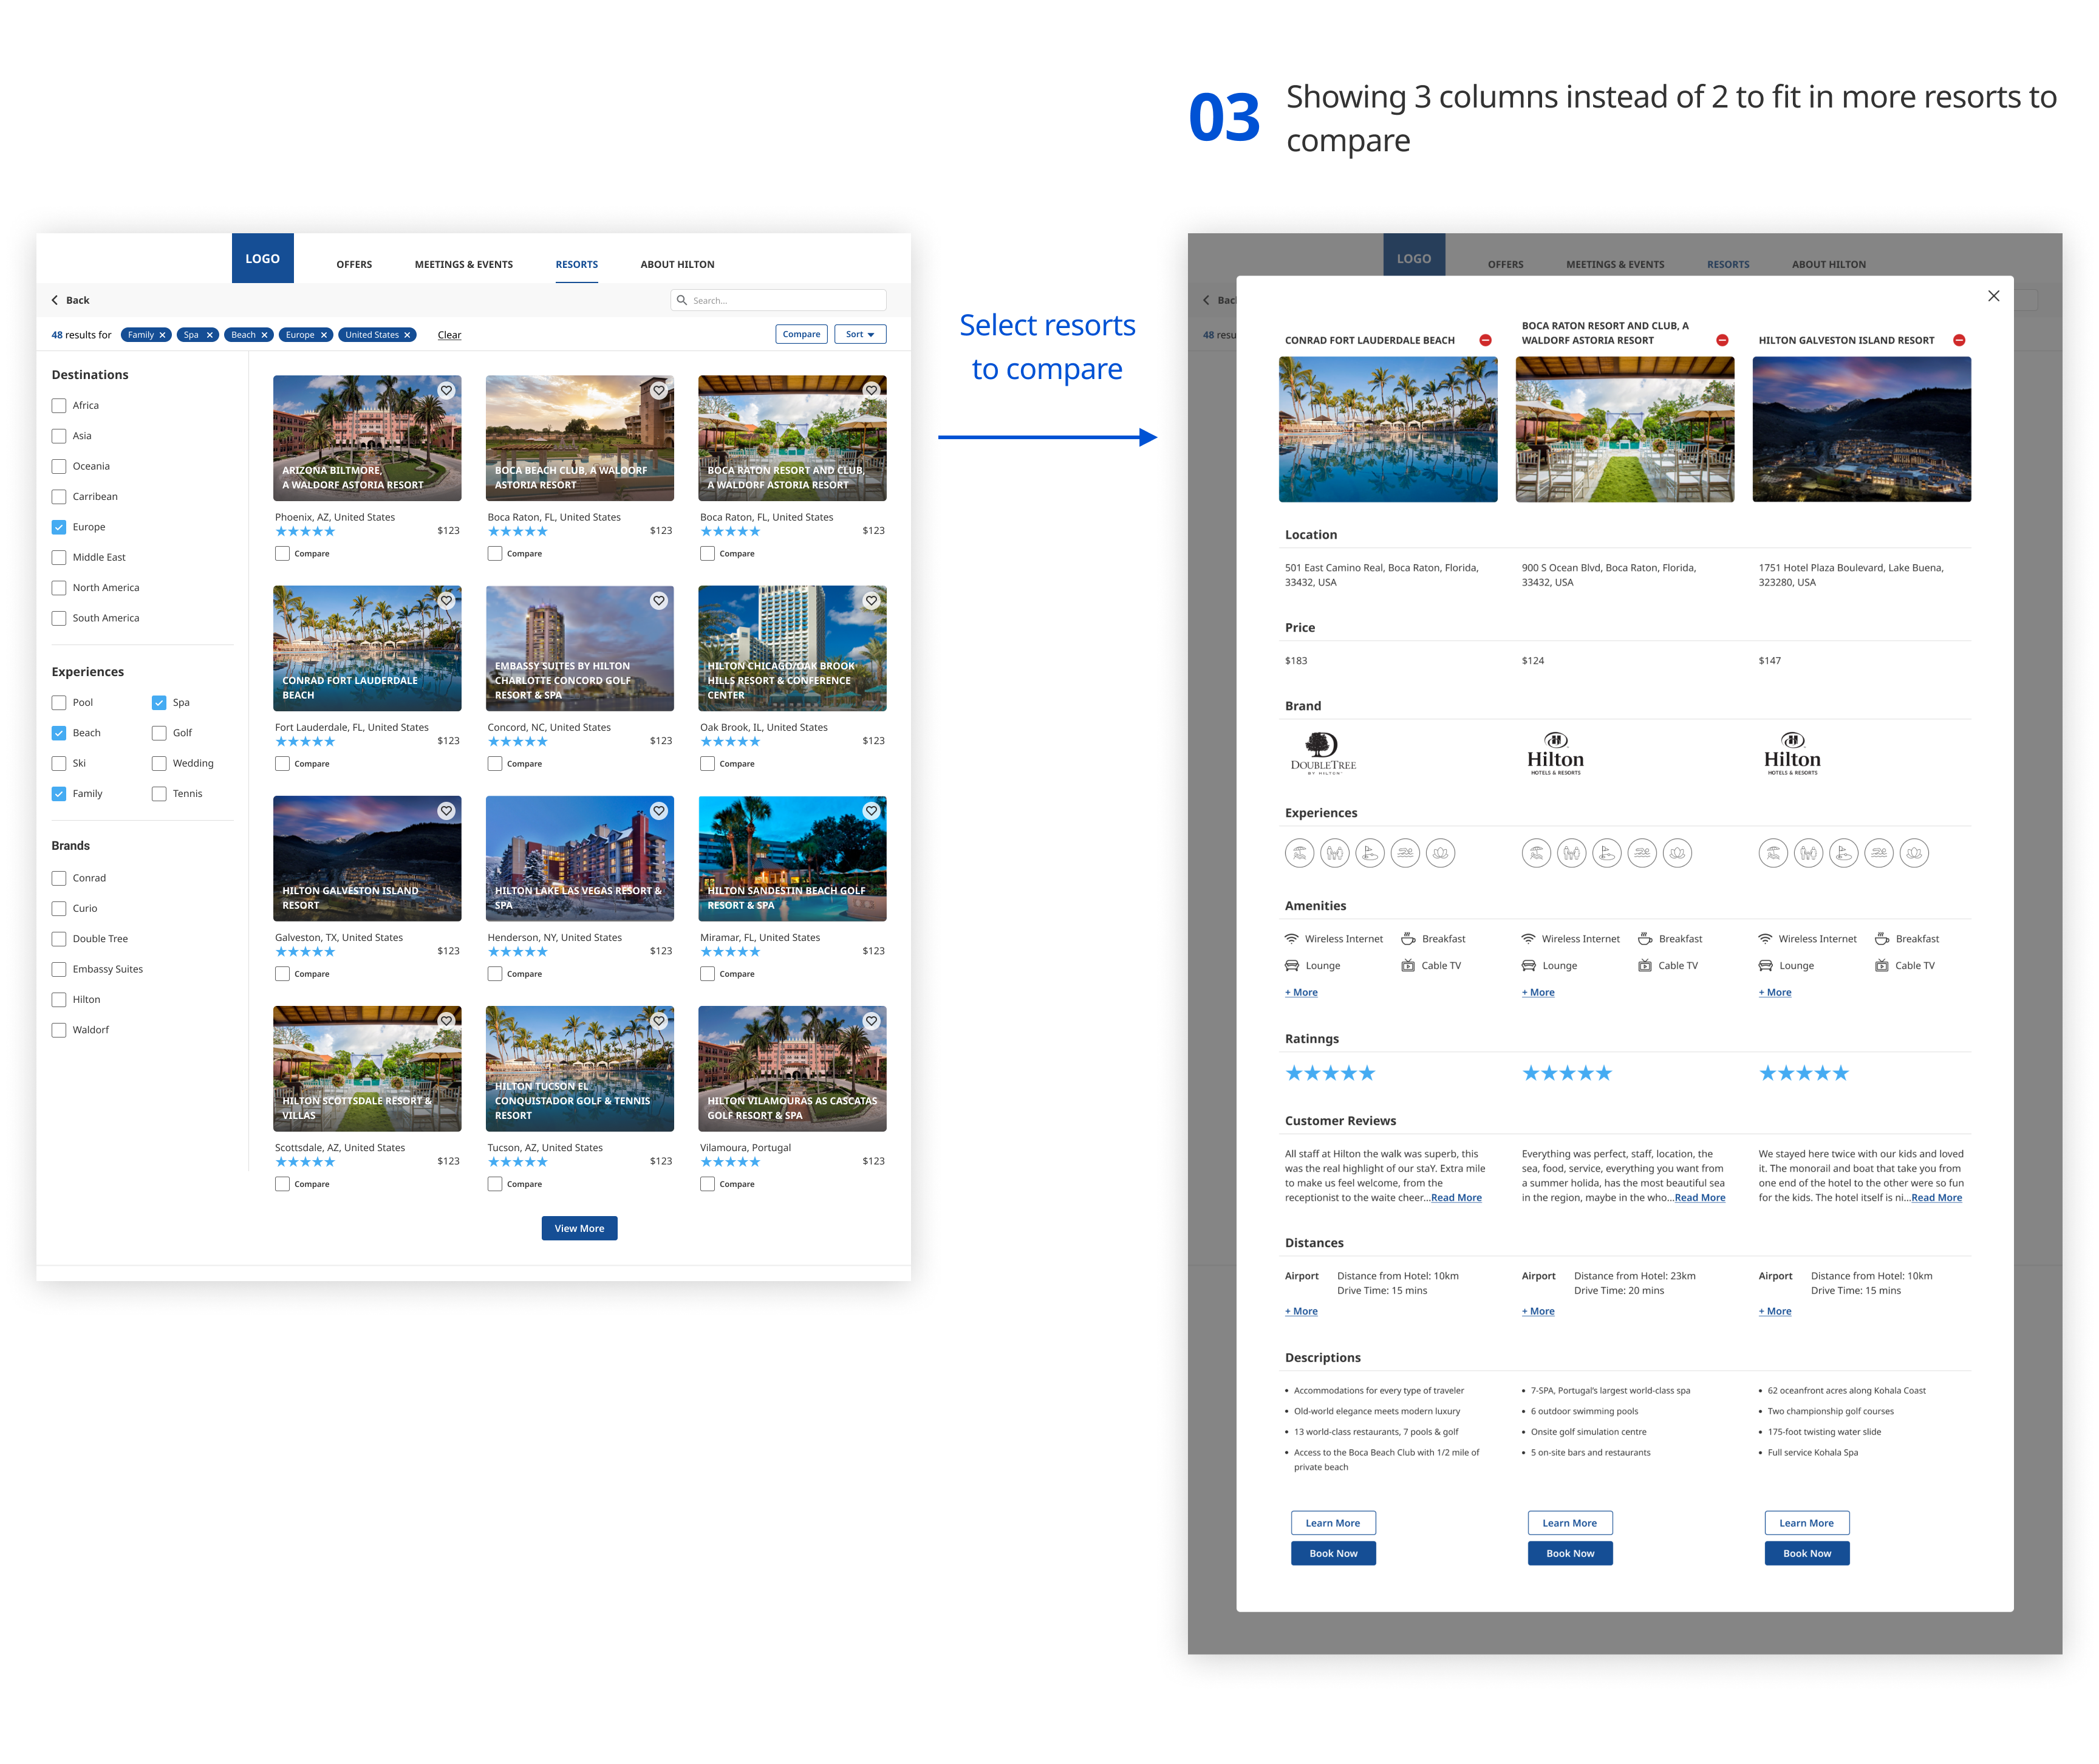 03
Showing 3 columns instead of 2 to fit in more resorts to
compare
LOGO
OFFERS
MEETINGS & EVENTS
RESORTS
ABOUT HILTON
Back
Search...
48 results for
Family
Spa
Beach
Europe
United States
Clear
Compare
Sort
Destinations
Africa
Asia
Oceania
Carribean
Europe
Middle East
North America
South America
Experiences
Pool
Spa
Beach
Golf
Ski
Wedding
Family
Tennis
Brands
Conrad
Curio
Double Tree
Embassy Suites
Hilton
Waldorf
ARIZONA BILTMORE,
A WALDORF ASTORIA RESORT
Phoenix, AZ, United States
$123
Compare
BOCA BEACH CLUB, A WALOORF
ASTORIA RESORT
Boca Raton, FL, United States
$123
Compare
BOCA RATON RESORT AND CLUB,
A WALDORF ASTORIA RESORT
Boca Raton, FL, United States
$123
Compare
CONRAD FORT LAUDERDALE
BEACH
Fort Lauderdale, FL, United States
$123
Compare
EMBASSY SUITES BY HILTON
CHARLOTTE CONCORD GOLF
RESORT & SPA
Concord, NC, United States
$123
Compare
HILTON CHICAGO/OAK BROOK
HILLS RESORT & CONFERENCE
CENTER
Oak Brook, IL, United States
$123
Compare
HILTON GALVESTON ISLAND
RESORT
Galveston, TX, United States
$123
Compare
HILTON LAKE LAS VEGAS RESORT &
SPA
Henderson, NY, United States
$123
Compare
HILTON SANDESTIN BEACH GOLF
RESORT & SPA
Miramar, FL, United States
$123
Compare
HILTON SCOTTSDALE RESORT &
VILLAS
Scottsdale, AZ, United States
$123
Compare
HILTON TUCSON EL
CONQUISTADOR GOLF & TENNIS
RESORT
Tucson, AZ, United States
$123
Compare
HILTON VILAMOURAS AS CASCATAS
GOLF RESORT & SPA
Vilamoura, Portugal
$123
Compare
View More
Select resorts
to compare
LOGO
OFFERS
MEETINGS & EVENTS
RESORTS
ABOUT HILTON
Bac
48 resu
CONRAD FORT LAUDERDALE BEACH
BOCA RATON RESORT AND CLUB, A
WALDORF ASTORIA RESORT
HILTON GALVESTON ISLAND RESORT
Location
501 East Camino Real, Boca Raton, Florida,
33432, USA
900 S Ocean Blvd, Boca Raton, Florida,
33432, USA
1751 Hotel Plaza Boulevard, Lake Buena,
323280, USA
Price
$183
$124
$147
Brand
DOUBLETREE
BY HILTON
Hilton
HOTELS & RESORTS
Hilton
HOTELS & RESORTS
Experiences
Amenities
Wireless Internet
Breakfast
Lounge
Cable TV
+ More
Wireless Internet
Breakfast
Lounge
Cable TV
+ More
Wireless Internet
Breakfast
Lounge
Cable TV
+ More
Ratinngs
Customer Reviews
All staff at Hilton the walk was superb, this
was the real highlight of our staY. Extra mile
to make us feel welcome, from the
receptionist to the waite cheer...Read More
Everything was perfect, staff, location, the
sea, food, service, everything you want from
a summer holida, has the most beautiful sea
in the region, maybe in the who...Read More
We stayed here twice with our kids and loved
it. The monorail and boat that take you from
one end of the hotel to the other were so fun
for the kids. The hotel itself is ni...Read More
Distances
Airport
Distance from Hotel: 10km
Drive Time: 15 mins
+ More
Airport
Distance from Hotel: 23km
Drive Time: 20 mins
+ More
Airport
Distance from Hotel: 10km
Drive Time: 15 mins
+ More
Descriptions
• Accommodations for every type of traveler
• Old-world elegance meets modern luxury
• 13 world-class restaurants, 7 pools & golf
• Access to the Boca Beach Club with 1/2 mile of
private beach
• 7-SPA, Portugal's largest world-class spa
• 6 outdoor swimming pools
• Onsite golf simulation centre
• 5 on-site bars and restaurants
• 62 oceanfront acres along Kohala Coast
• Two championship golf courses
• 175-foot twisting water slide
• Full service Kohala Spa
Learn More
Book Now
Learn More
Book Now
Learn More
Book Now